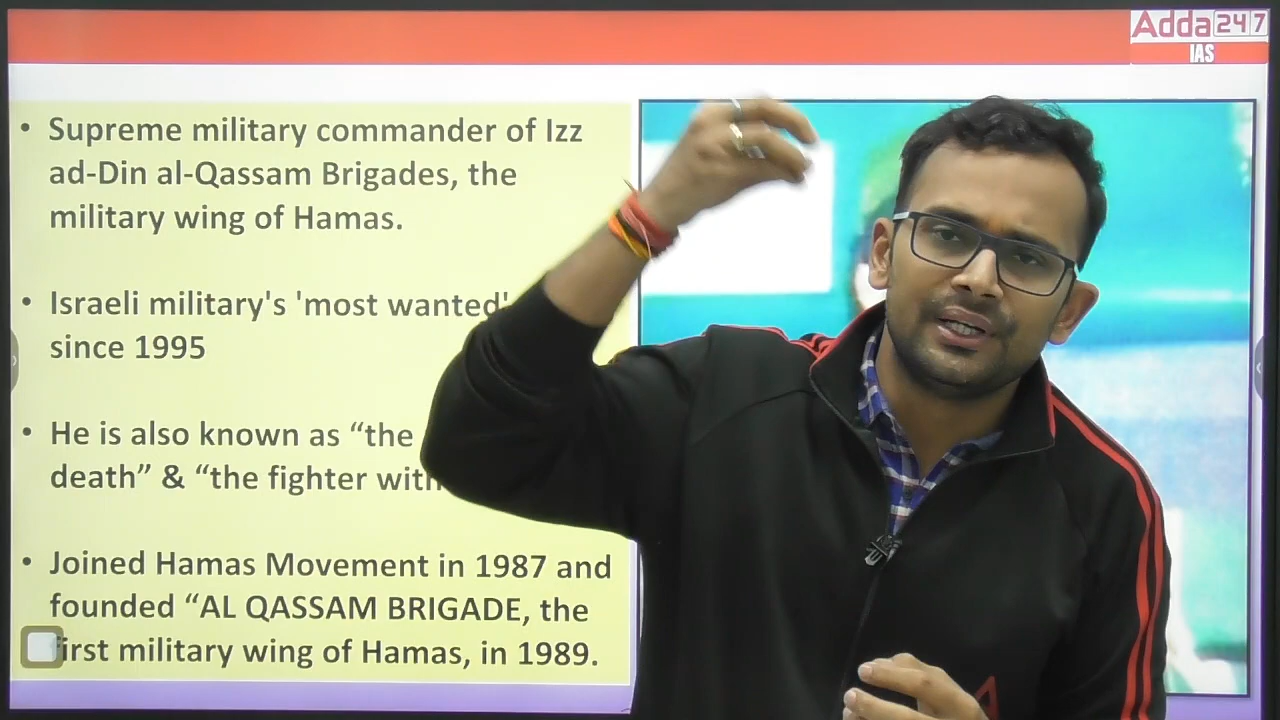 Adda247
IAS
• Supreme military commander of Izz
ad-Din al-Qassam Brigades, the
military wing of Hamas.
• Israeli military's 'most wanted'
since 1995
• He is also known as “the
death” & “the fighter with
• Joined Hamas Movement in 1987 and
founded “AL QASSAM BRIGADE, the
first military wing of Hamas, in 1989.